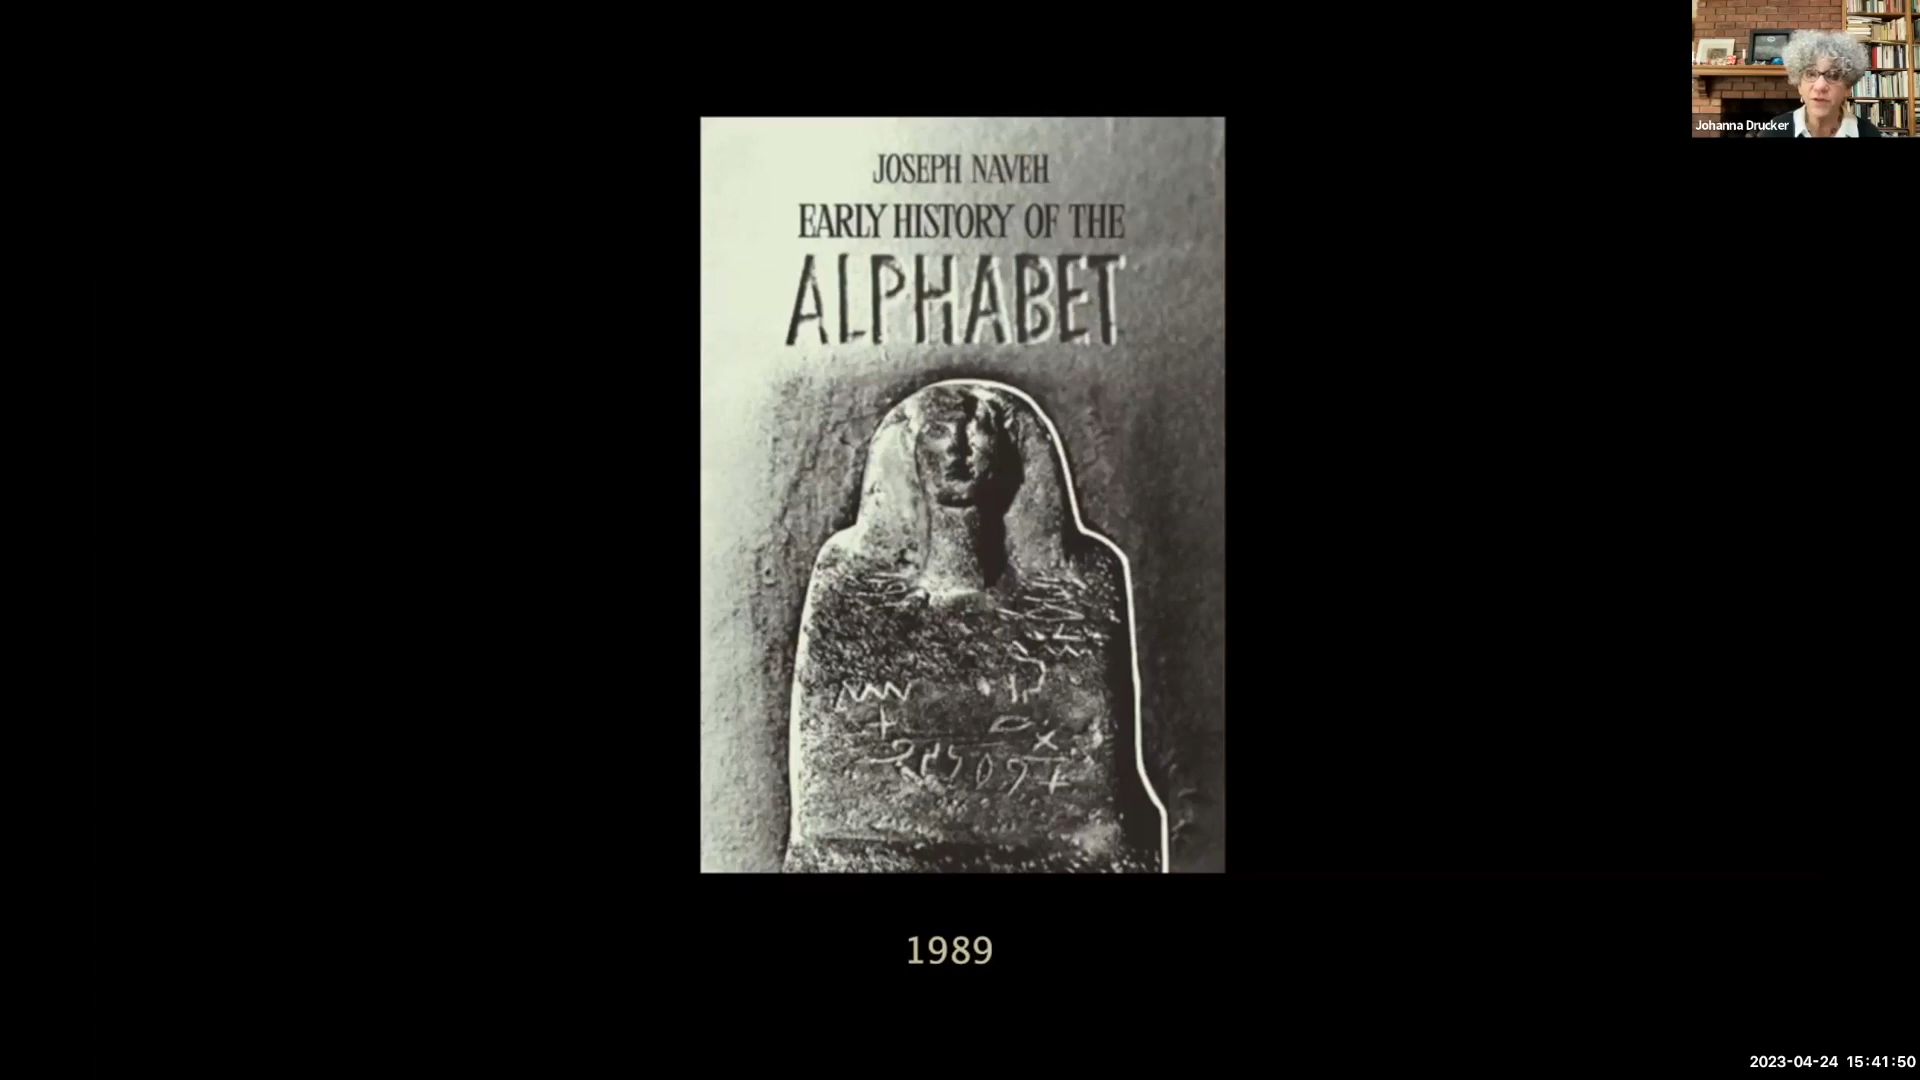 JOSEPH NAVEH
EARLY HISTORY OF THE
ALPHABET
1989
Johanna Drucker
2023-04-24 15:41:50